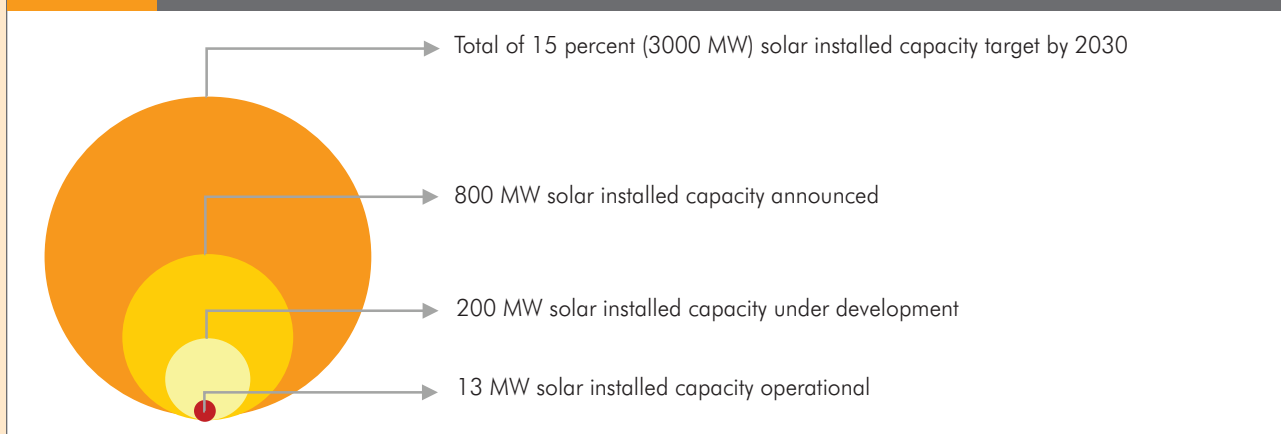 Total of 15 percent (3000 MW) solar installed capacity target by 2030
800 MW solar installed capacity announced
200 MW solar installed capacity under development
13 MW solar installed capacity operational